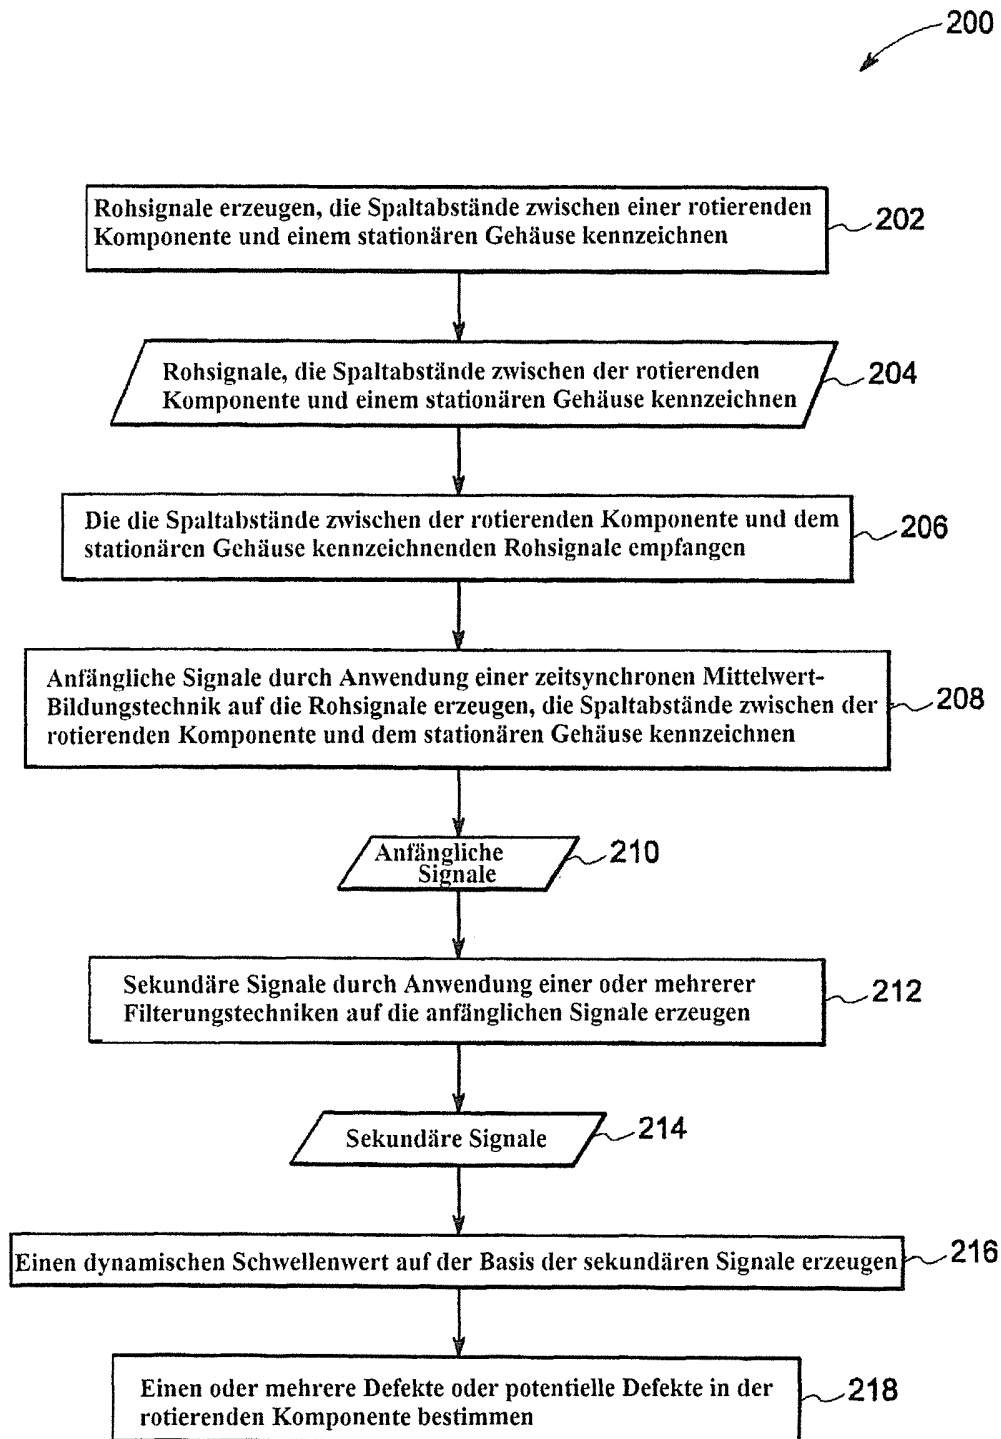 200
Rohsignale erzeugen, die Spaltabstände zwischen einer rotierenden
Komponente und einem stationären Gehäuse kennzeichnen
202
Rohsignale, die Spaltabstände zwischen der rotierenden
Komponente und einem stationären Gehäuse kennzeichnen
204
Die die Spaltabstände zwischen der rotierenden Komponente und dem
stationären Gehäuse kennzeichnenden Rohsignale empfangen
206
Anfängliche Signale durch Anwendung einer zeitsynchronen Mittelwert-
Bildungstechnik auf die Rohsignale erzeugen, die Spaltabstände zwischen der
rotierenden Komponente und dem stationären Gehäuse kennzeichnen
208
Anfängliche
Signale
210
Sekundäre Signale durch Anwendung einer oder mehrerer
Filterungstechniken auf die anfänglichen Signale erzeugen
212
Sekundäre Signale
214
Einen dynamischen Schwellenwert auf der Basis der sekundären Signale erzeugen
216
Einen oder mehrere Defekte oder potentielle Defekte in der
rotierenden Komponente bestimmen
218